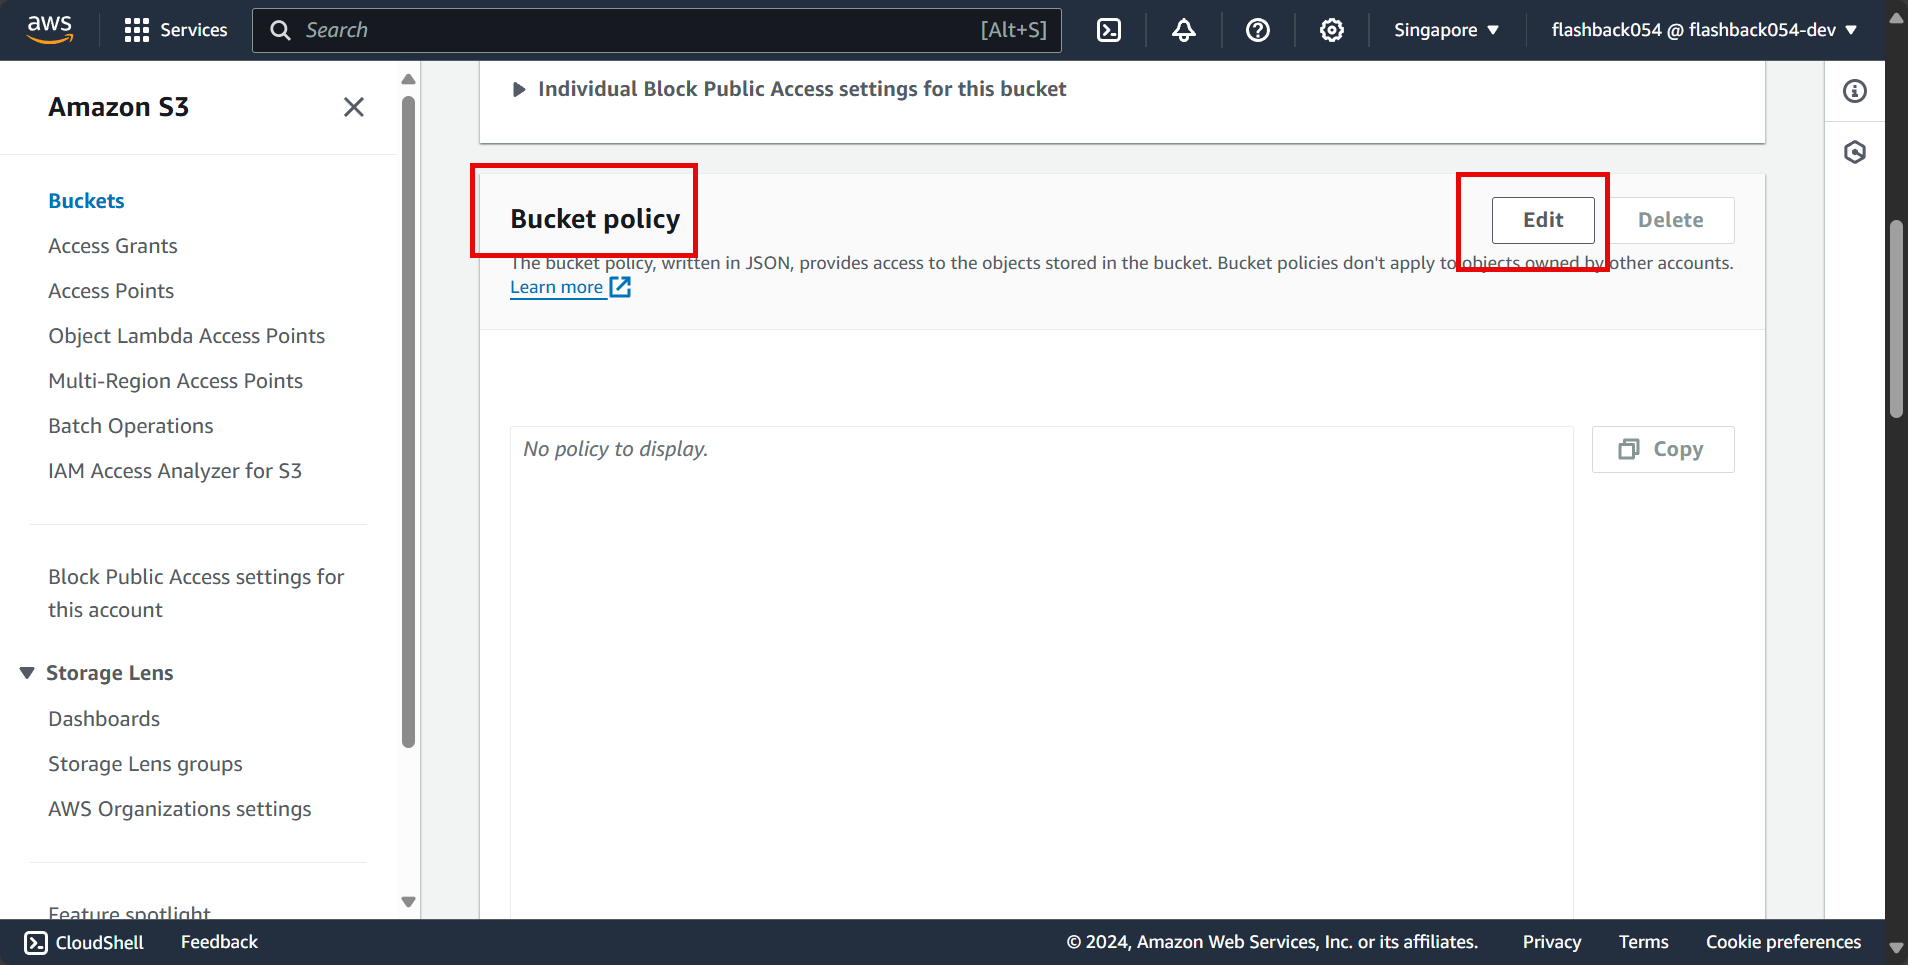 aws
Services
Search
[Alt+S]
Singapore
flashback054 @ flashback054-dev
Amazon S3
Buckets
Access Grants
Access Points
Object Lambda Access Points
Multi-Region Access Points
Batch Operations
IAM Access Analyzer for S3
Block Public Access settings for
this account
Storage Lens
Dashboards
Storage Lens groups
AWS Organizations settings
Feature spotlight
Individual Block Public Access settings for this bucket
Bucket policy
Edit
Delete
The bucket policy, written in JSON, provides access to the objects stored in the bucket. Bucket policies don't apply to objects owned by other accounts.
Learn more
No policy to display.
Copy
CloudShell
Feedback
© 2024, Amazon Web Services, Inc. or its affiliates.
Privacy
Terms
Cookie preferences